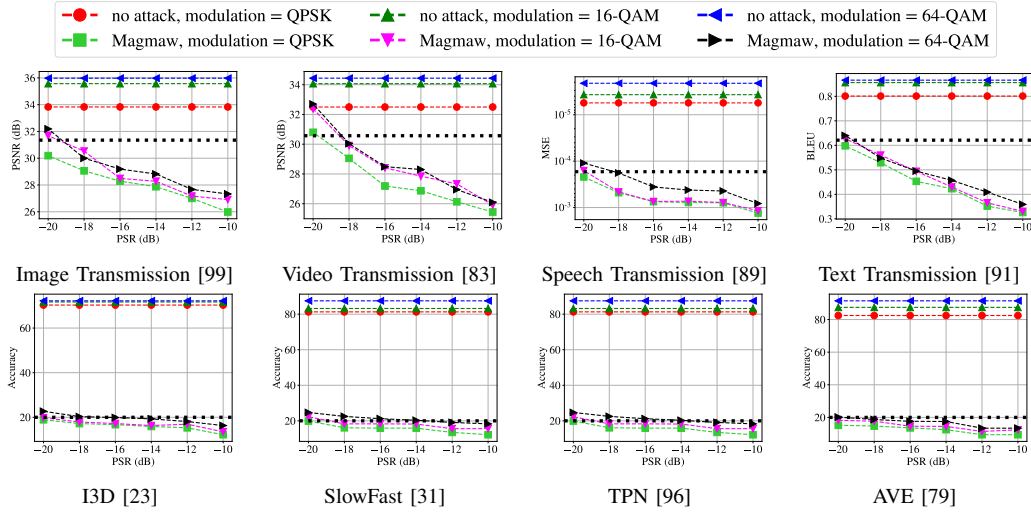 no attack, modulation = QPSK no attack, modulation = 16-QAM no attack, modulation = 64-QAM
Magmaw, modulation = QPSK Magmaw, modulation = 16-QAM Magmaw, modulation = 64-QAM
PSNR (dB)
36
34
32
30
28
26
−20 −18 −16 −14 −12 −10
PSR (dB)
Image Transmission [99]
PSNR (dB)
34
32
30
28
26
−20 −18 −16 −14 −12 −10
PSR (dB)
Video Transmission [83]
MSE
10⁻⁵
10⁻⁴
10⁻³
−20 −18 −16 −14 −12 −10
PSR (dB)
Speech Transmission [89]
BLEU
0.8
0.7
0.6
0.5
0.4
0.3
−20 −18 −16 −14 −12 −10
PSR (dB)
Text Transmission [91]
Accuracy
60
40
20
−20 −18 −16 −14 −12 −10
PSR (dB)
I3D [23]
Accuracy
80
60
40
20
−20 −18 −16 −14 −12 −10
PSR (dB)
SlowFast [31]
Accuracy
80
60
40
20
−20 −18 −16 −14 −12 −10
PSR (dB)
TPN [96]
Accuracy
80
60
40
20
−20 −18 −16 −14 −12 −10
PSR (dB)
AVE [79]